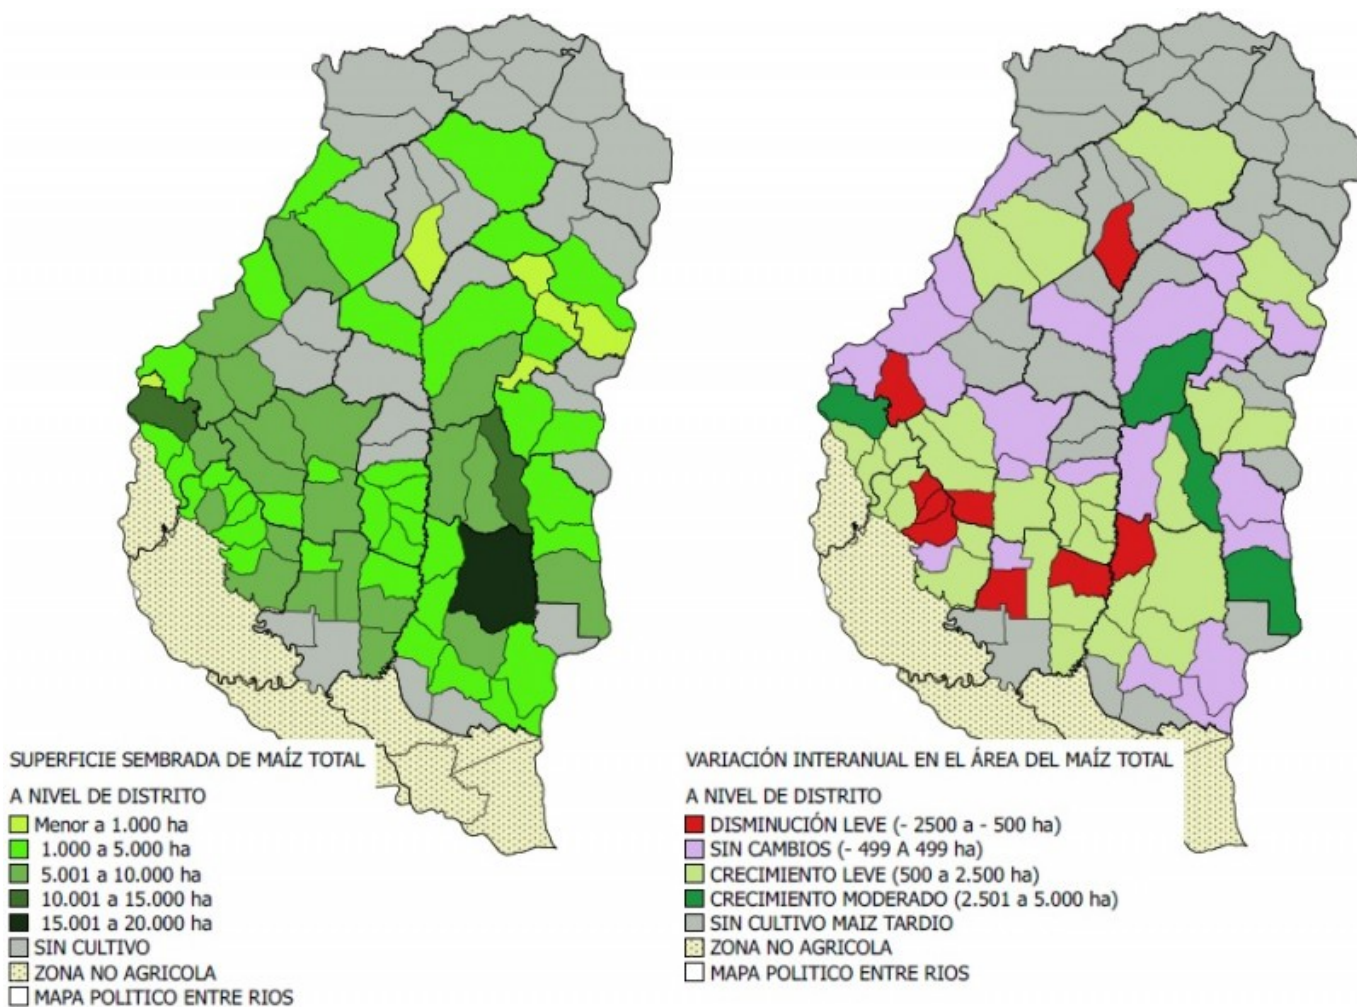 SUPERFICIE SEMBRADA DE MAÍZ TOTAL
A NIVEL DE DISTRITO
Menor a 1.000 ha
1.000 a 5.000 ha
5.001 a 10.000 ha
10.001 a 15.000 ha
15.001 a 20.000 ha
SIN CULTIVO
ZONA NO AGRICOLA
MAPA POLITICO ENTRE RIOS
VARIACIÓN INTERANUAL EN EL ÁREA DEL MAÍZ TOTAL
A NIVEL DE DISTRITO
DISMINUCIÓN LEVE (- 2500 a - 500 ha)
SIN CAMBIOS (- 499 A 499 ha)
CRECIMIENTO LEVE (500 a 2.500 ha)
CRECIMIENTO MODERADO (2.501 a 5.000 ha)
SIN CULTIVO MAIZ TARDIO
ZONA NO AGRICOLA
MAPA POLITICO ENTRE RIOS